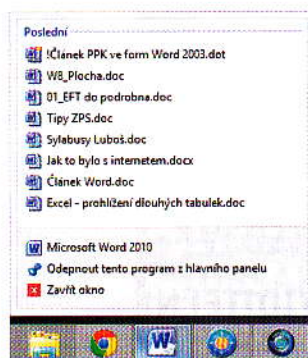 Poslední
!Článek PPK ve form Word 2003.dot
W8_Plocha.doc
01_EFT do podrobna.doc
Tipy ZPS.doc
Sylabusy Luboš.doc
Jak to bylo s internetem.docx
Článek Word.doc
Excel - prohlížení dlouhých tabulek.doc
Microsoft Word 2010
Odepnout tento program z hlavního panelu
Zavřít okno